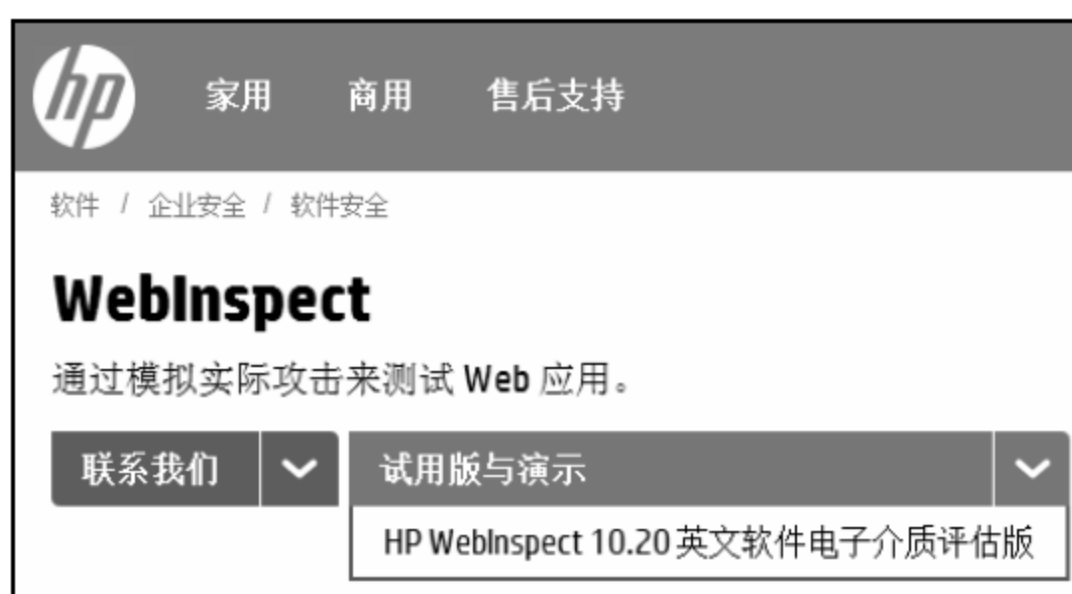 hp 家用 商用 售后支持
软件 / 企业安全 / 软件安全
WebInspect
通过模拟实际攻击来测试 Web 应用。
联系我们 试用版与演示
HP WebInspect 10.20 英文软件电子介质评估版